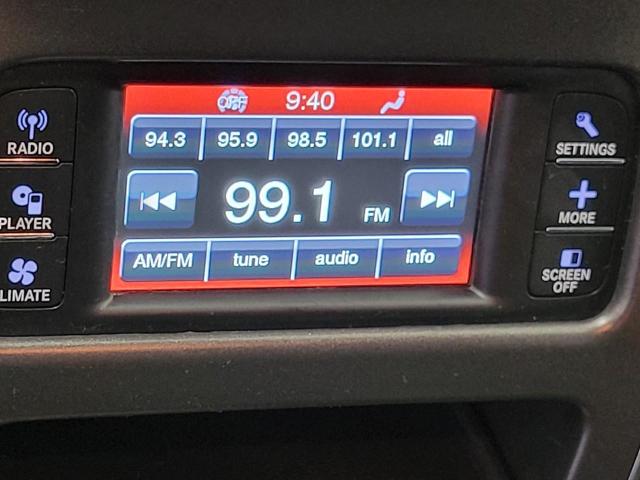 OFF 9:40
94.3 95.9 98.5 101.1 all
99.1 FM
AM/FM tune audio info
RADIO
PLAYER
LIMATE
SETTINGS
MORE
SCREEN
OFF